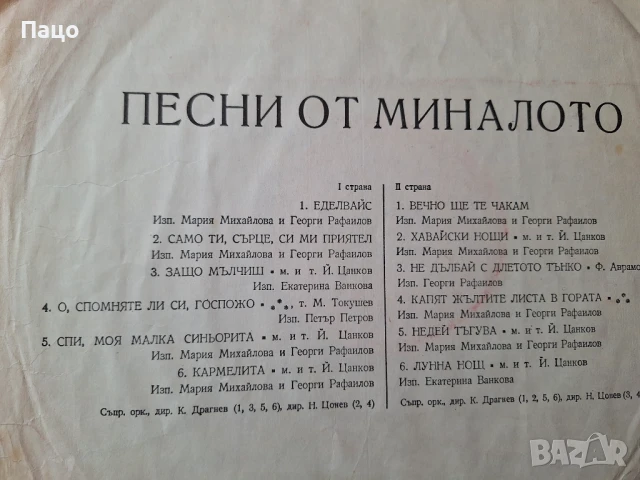 Пацо
ПЕСНИ ОТ МИНАЛОТО
I страна
1. ЕДЕЛВАЙС
Изп. Мария Михайлова и Георги Рафаилов
2. САМО ТИ, СЪРЦЕ, СИ МИ ПРИЯТЕЛ
Изп. Мария Михайлова и Георги Рафаилов
3. ЗАЩО МЪЛЧИШ • м. и т. Й. Цанков
Изп. Екатерина Ванкова
4. О, СПОМНЯТЕ ЛИ СИ, ГОСПОЖО • ***, т. М. Токушев
Изп. Петър Петров
5. СПИ, МОЯ МАЛКА СИНЬОРИТА • м. и т. Й. Цанков
Изп. Мария Михайлова и Георги Рафаилов
6. КАРМЕЛИТА • м. и т. Й. Цанков
Изп. Мария Михайлова и Георги Рафаилов
Съпр. орк., дир. К. Драгнев (1, 3, 5, 6), дир. Н. Цонев (2, 4)
II страна
1. ВЕЧНО ЩЕ ТЕ ЧАКАМ
Изп. Мария Михайлова и Георги Рафаилов
2. ХАВАЙСКИ НОЩИ • м. и т. Й. Цанков
Изп. Мария Михайлова и Георги Рафаилов
3. НЕ ДЪЛБАЙ С ДЛЕТОТО ТЪНКО • Ф. Аврамо
Изп. Георги Рафаилов
4. КАПЯТ ЖЪЛТИТЕ ЛИСТА В ГОРАТА • ***
Изп. Мария Михайлова и Георги Рафаилов
5. НЕДЕЙ ТЪГУВА • м. и т. Й. Цанков
Изп. Мария Михайлова и Георги Рафаилов
6. ЛУННА НОЩ • м. и т. Й. Цанков
Изп. Екатерина Ванкова
Съпр. орк., дир. К. Драгнев (1, 2, 5, 6), дир. Н. Цонев (3, 4
BAZAR
bg